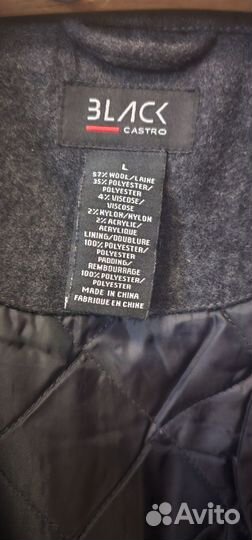 BLACK
CASTRO
L
57% WOOL/LAINE
35% POLYESTER/
POLYESTER
4% VISCOSE/
VISCOSE
2% NYLON/NYLON
2% ACRYLIC/
ACRYLIQUE
LINING/DOUBLURE
100% POLYESTER/
POLYESTER
PADDING/
REMBOURRAGE
100% POLYESTER/
POLYESTER
MADE IN CHINA
FABRIQUE EN CHINE
Avito